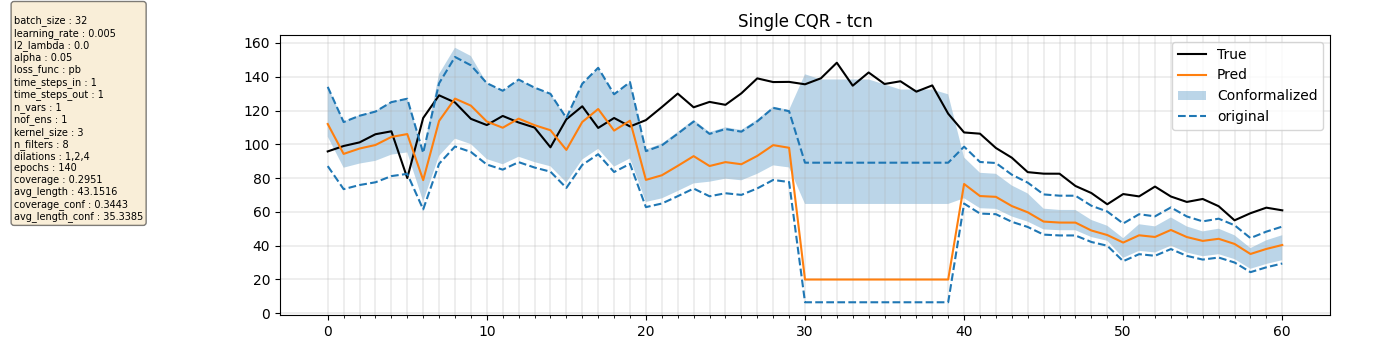 batch_size : 32
learning_rate : 0.005
l2_lambda : 0.0
alpha : 0.05
loss_func : pb
time_steps_in : 1
time_steps_out : 1
n_vars : 1
nof_ens : 1
kernel_size : 3
n_filters : 8
dilations : 1,2,4
epochs : 140
coverage : 0.2951
avg_length : 43.1516
coverage_conf : 0.3443
avg_length_conf : 35.3385
Single CQR - tcn
160
140
120
100
80
60
40
20
0
True
Pred
Conformalized
original
0 10 20 30 40 50 60